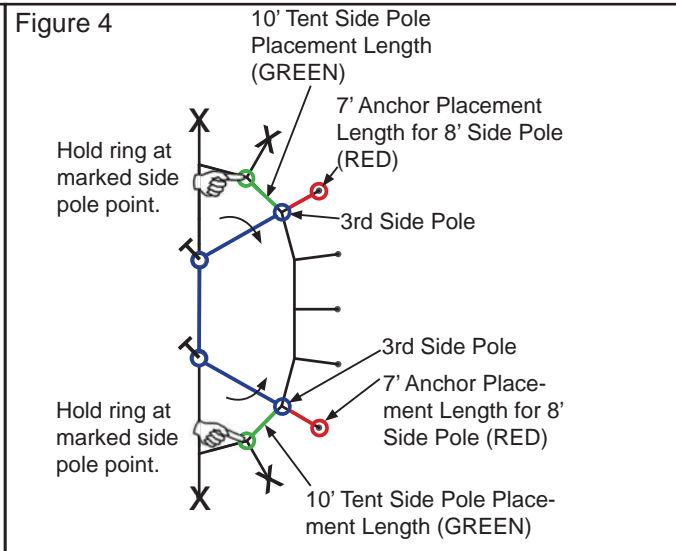 Figure 4
10’ Tent Side Pole
Placement Length
(GREEN)
7’ Anchor Placement
Length for 8’ Side Pole
(RED)
Hold ring at
marked side
pole point.
3rd Side Pole
3rd Side Pole
7’ Anchor Place-
ment Length for 8’
Side Pole (RED)
Hold ring at
marked side
pole point.
10’ Tent Side Pole Place-
ment Length (GREEN)